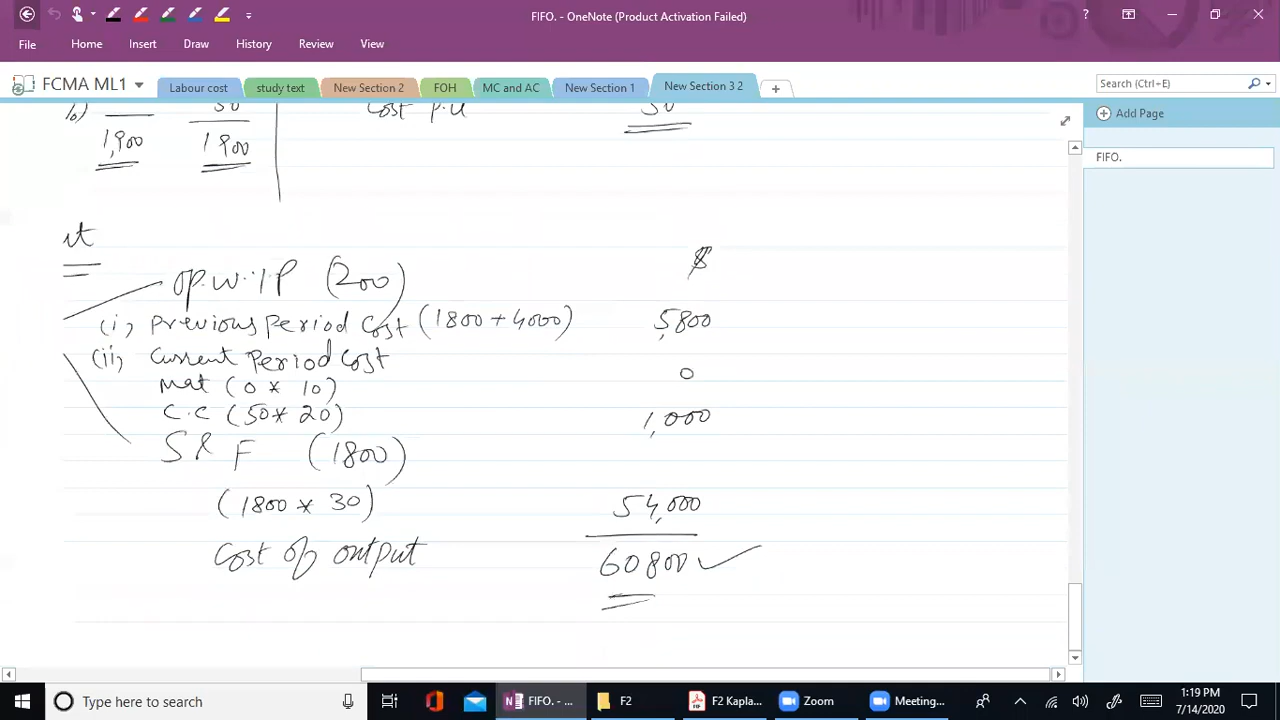 FIFO. - OneNote (Product Activation Failed)
File Home Insert Draw History Review View
FCMA ML1
Labour cost study text New Section 2 FOH MC and AC New Section 1 New Section 3 2
Search (Ctrl+E)
Add Page
FIFO.
Cost p.u 30
1,900 1900
ut
$
op.w.I.P (200)
(i) Previous Period Cost (1800 + 4000) 5,800
(ii) Current Period Cost
Mat (0 * 10) 0
C.C (50 * 20) 1,000
S & F (1800)
(1800 * 30) 54,000
Cost of output 60800
Type here to search
FIFO. - ...
F2
F2 Kapla...
Zoom
Meeting...
1:19 PM
7/14/2020